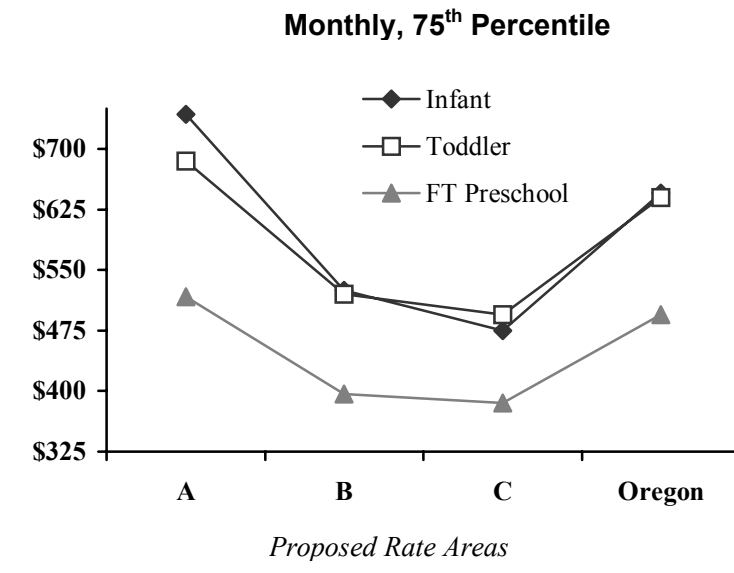 Monthly, 75th Percentile
Infant
Toddler
FT Preschool
$700
$625
$550
$475
$400
$325
A B C Oregon
Proposed Rate Areas